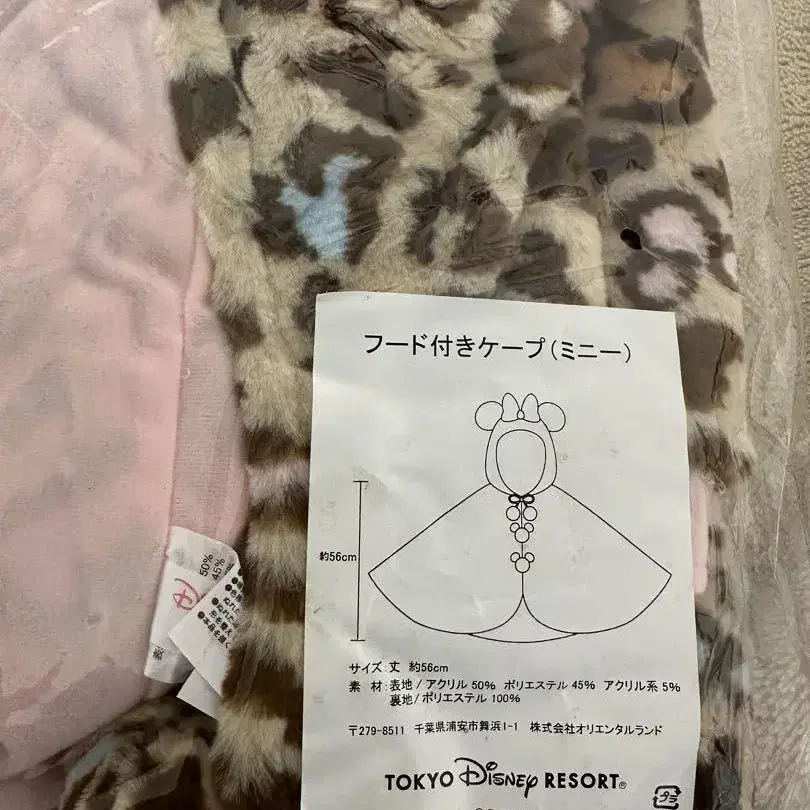 フード付きケープ(ミニー)
約56cm
サイズ:丈 約56cm
素 材:表地/アクリル 50% ポリエステル 45% アクリル系 5%
裏地/ポリエステル 100%
〒279-8511 千葉県浦安市舞浜1-1 株式会社オリエンタルランド
TOKYO Disney RESORT®
プラ
50%
45%